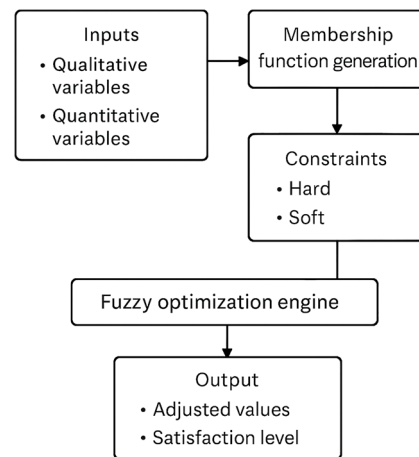 Inputs
• Qualitative
variables
• Quantitative
variables
Membership
function generation
Constraints
• Hard
• Soft
Fuzzy optimization engine
Output
• Adjusted values
• Satisfaction level